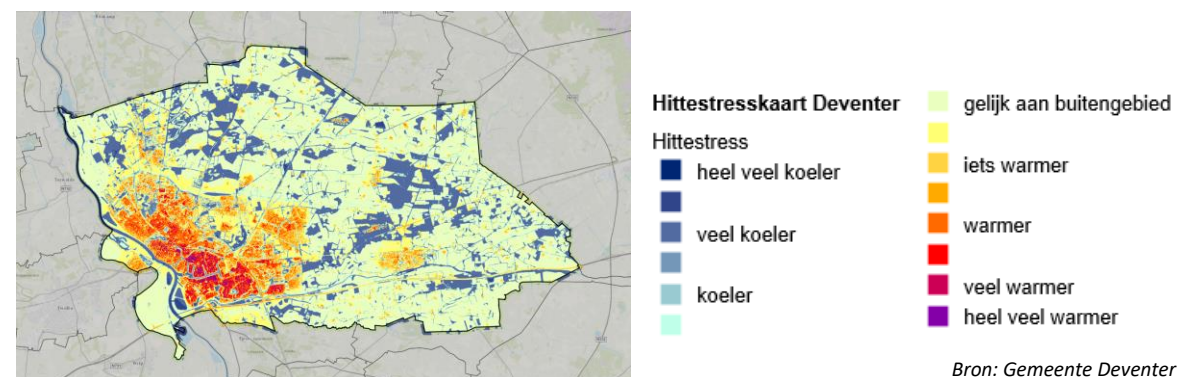 Hittestresskaart Deventer
Hittestress
heel veel koeler
veel koeler
koeler
gelijk aan buitengebied
iets warmer
warmer
veel warmer
heel veel warmer
Bron: Gemeente Deventer